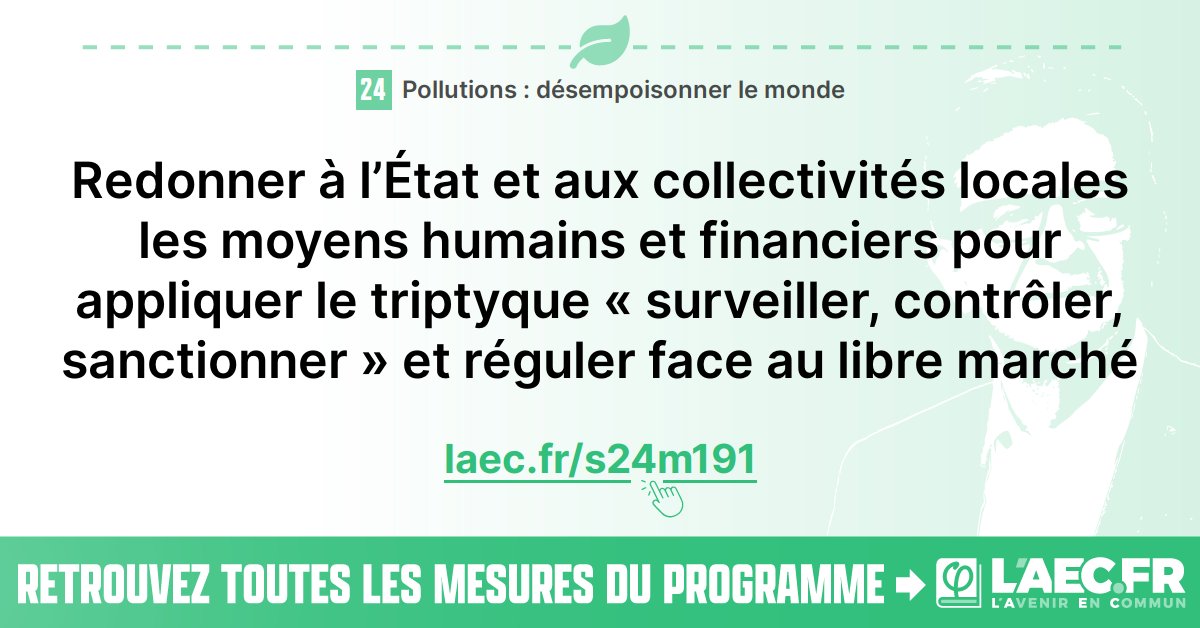 24 Pollutions : désempoisonner le monde
Redonner à l’État et aux collectivités locales
les moyens humains et financiers pour
appliquer le triptyque « surveiller, contrôler,
sanctionner » et réguler face au libre marché
laec.fr/s24m191
RETROUVEZ TOUTES LES MESURES DU PROGRAMME
L'AEC.FR
L'AVENIR EN COMMUN